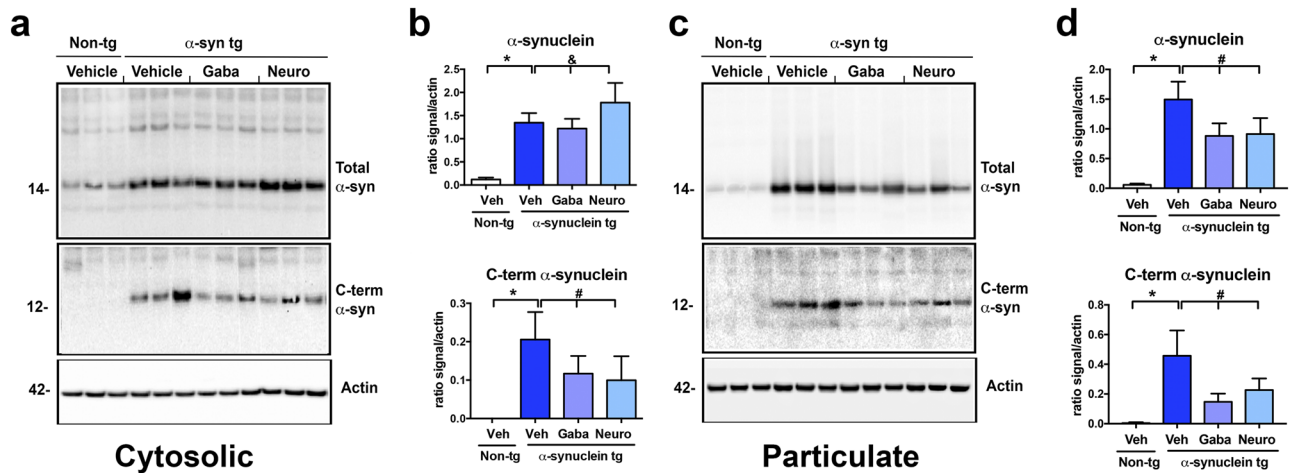 a
Non-tg α-syn tg
Vehicle Vehicle Gaba Neuro
14-
Total
α-syn
12-
C-term
α-syn
42-
Actin
Cytosolic
b
α-synuclein
* &
ratio signal/actin
2.5
2.0
1.5
1.0
0.5
0.0
Veh Veh Gaba Neuro
Non-tg α-synuclein tg
C-term α-synuclein
* #
ratio signal/actin
0.3
0.2
0.1
0.0
Veh Veh Gaba Neuro
Non-tg α-synuclein tg
c
Non-tg α-syn tg
Vehicle Vehicle Gaba Neuro
14-
Total
α-syn
12-
C-term
α-syn
42-
Actin
Particulate
d
α-synuclein
* #
ratio signal/actin
2.0
1.5
1.0
0.5
0.0
Veh Veh Gaba Neuro
Non-tg α-synuclein tg
C-term α-synuclein
* #
ratio signal/actin
0.8
0.6
0.4
0.2
0.0
Veh Veh Gaba Neuro
Non-tg α-synuclein tg